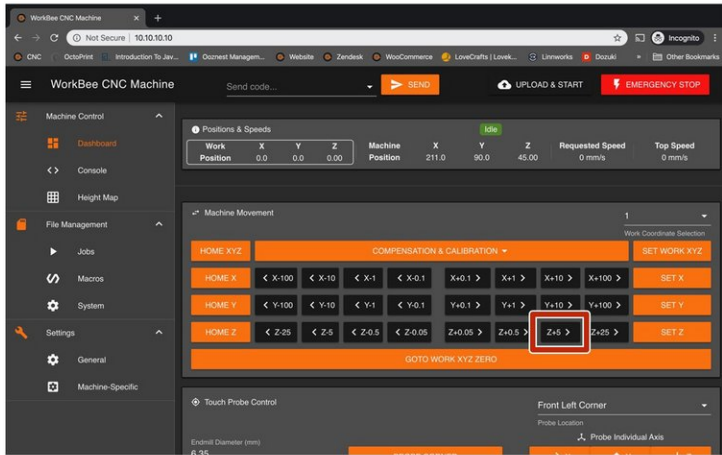 WorkBee CNC Machine
Not Secure 10.10.10.10 Incognito
CNC OctoPrint Introduction To Jav... Doznest Managem... Website Zendesk WooCommerce LoveCrafts | Lovek... Linnworks Dozuki » Other Bookmarks
WorkBee CNC Machine Send code... SEND UPLOAD & START EMERGENCY STOP
Machine Control
Dashboard
Console
Height Map
File Management
Jobs
Macros
System
Settings
General
Machine-Specific
Positions & Speeds Idle
Work X Y Z Machine X Y Z Requested Speed Top Speed
Position 0.0 0.0 0.00 Position 211.0 90.0 45.00 0 mm/s 0 mm/s
Machine Movement 1
Work Coordinate Selection
HOME XYZ COMPENSATION & CALIBRATION SET WORK XYZ
HOME X < X-100 < X-10 < X-1 < X-0.1 X+0.1 > X+1 > X+10 > X+100 > SET X
HOME Y < Y-100 < Y-10 < Y-1 < Y-0.1 Y+0.1 > Y+1 > Y+10 > Y+100 > SET Y
HOME Z < Z-25 < Z-5 < Z-0.5 < Z-0.05 Z+0.05 > Z+0.5 > Z+5 > Z+25 > SET Z
GOTO WORK XYZ ZERO
Touch Probe Control Front Left Corner
Probe Location
Probe Individual Axis
Endmill Diameter (mm)
6.35